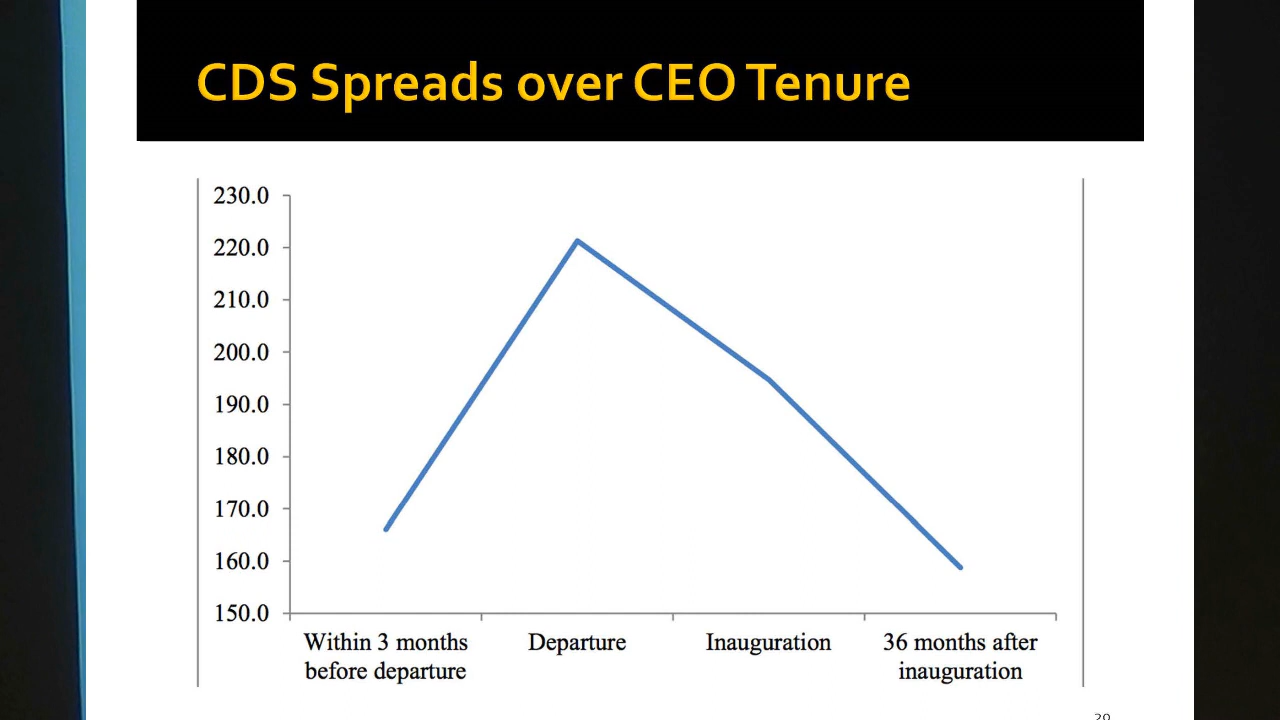 CDS Spreads over CEO Tenure
230.0
220.0
210.0
200.0
190.0
180.0
170.0
160.0
150.0
Within 3 months
before departure
Departure
Inauguration
36 months after
inauguration